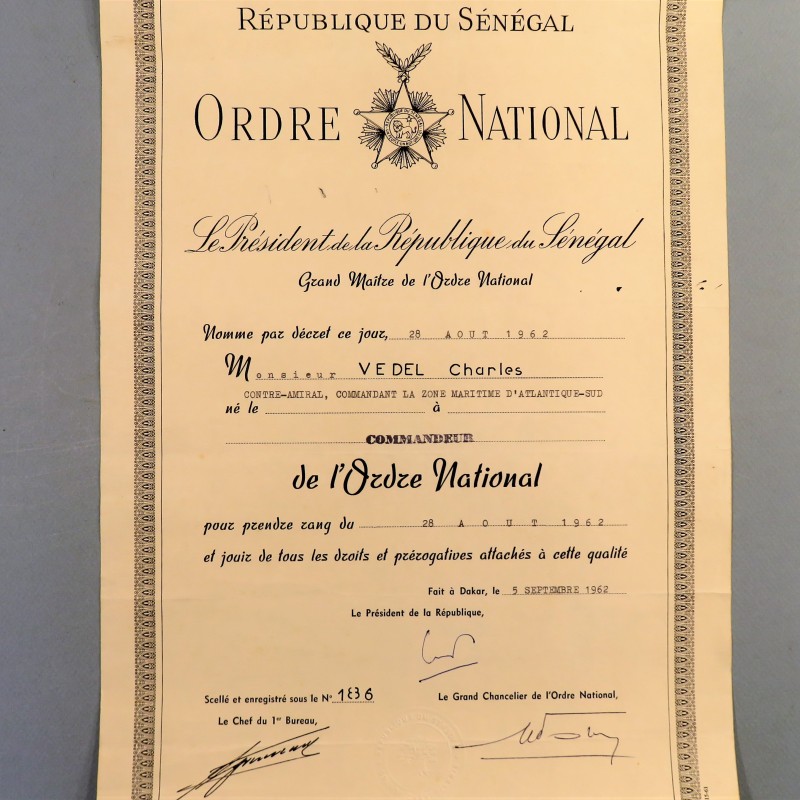 RÉPUBLIQUE DU SÉNÉGAL
ORDRE NATIONAL
Le Président de la République du Sénégal
Grand Maître de l'Ordre National
Nomme par décret ce jour, 28 AOUT 1962
Monsieur VEDEL Charles
CONTRE-AMIRAL, COMMANDANT LA ZONE MARITIME D'ATLANTIQUE-SUD
né le à
COMMANDEUR
de l'Ordre National
pour prendre rang du 28 AOUT 1962
et jouir de tous les droits et prérogatives attachés à cette qualité
Fait à Dakar, le 5 SEPTEMBRE 1962
Le Président de la République,
Scellé et enregistré sous le N° 1836
Le Grand Chancelier de l'Ordre National,
Le Chef du 1er Bureau,